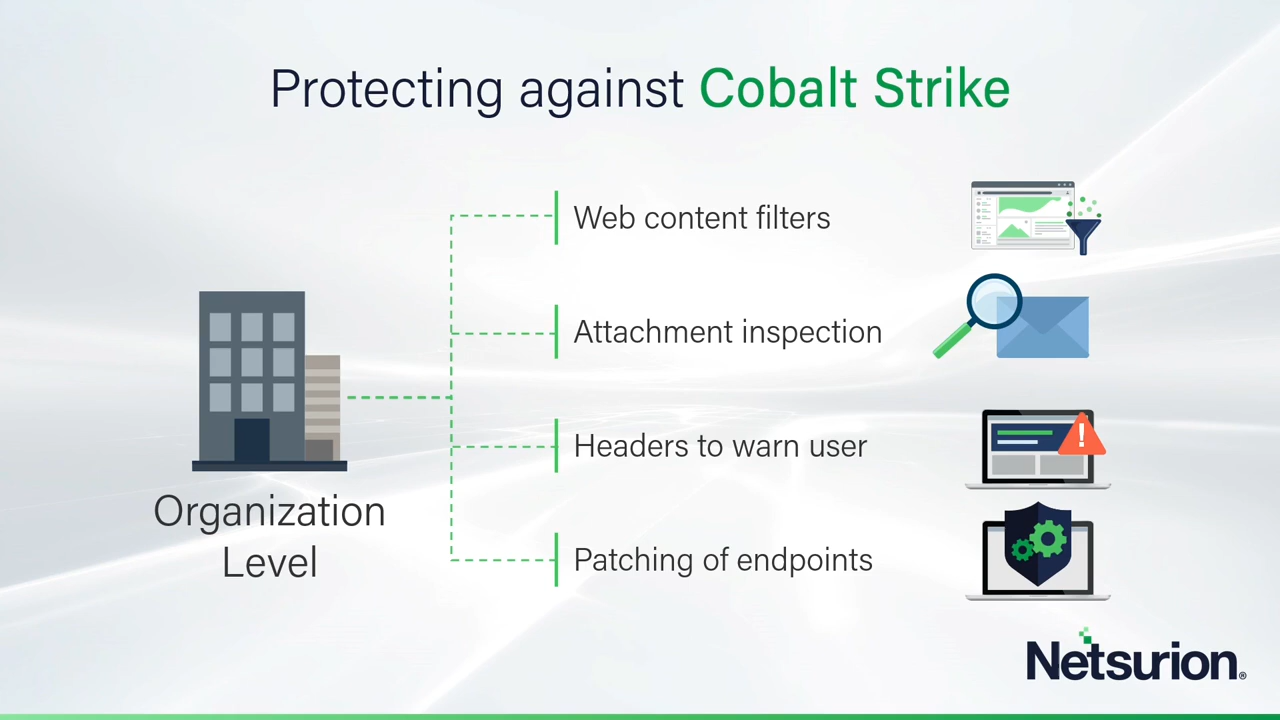 Protecting against Cobalt Strike
Web content filters
Attachment inspection
Headers to warn user
Patching of endpoints
Organization
Level
Netsurion®